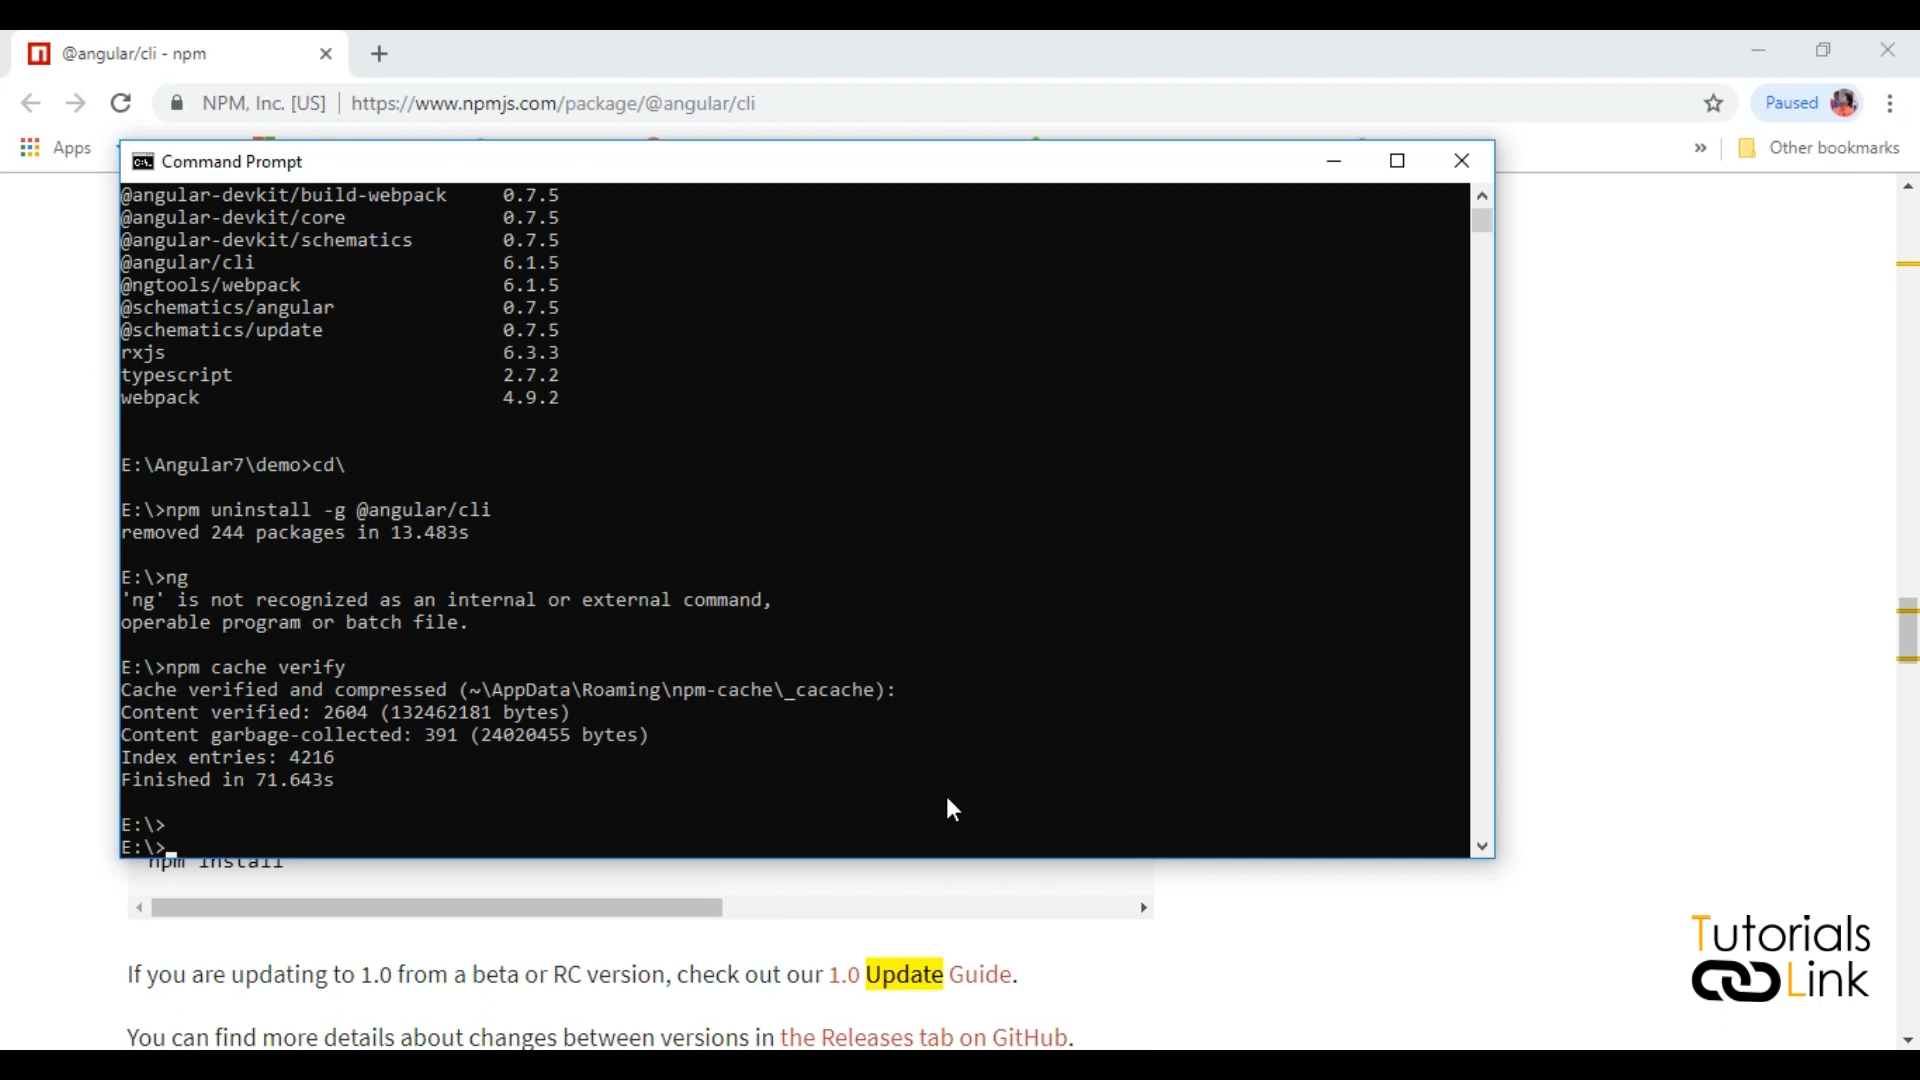 @angular/cli - npm
NPM, Inc. [US] https://www.npmjs.com/package/@angular/cli
Paused
Apps
» Other bookmarks
Command Prompt
@angular-devkit/build-webpack 0.7.5
@angular-devkit/core 0.7.5
@angular-devkit/schematics 0.7.5
@angular/cli 6.1.5
@ngtools/webpack 6.1.5
@schematics/angular 0.7.5
@schematics/update 0.7.5
rxjs 6.3.3
typescript 2.7.2
webpack 4.9.2
E:\Angular7\demo>cd\
E:\>npm uninstall -g @angular/cli
removed 244 packages in 13.483s
E:\>ng
'ng' is not recognized as an internal or external command,
operable program or batch file.
E:\>npm cache verify
Cache verified and compressed (~\AppData\Roaming\npm-cache\_cacache):
Content verified: 2604 (132462181 bytes)
Content garbage-collected: 391 (24020455 bytes)
Index entries: 4216
Finished in 71.643s
E:\>
E:\>_
npm install
If you are updating to 1.0 from a beta or RC version, check out our 1.0 Update Guide.
You can find more details about changes between versions in the Releases tab on GitHub.
Tutorials
Link